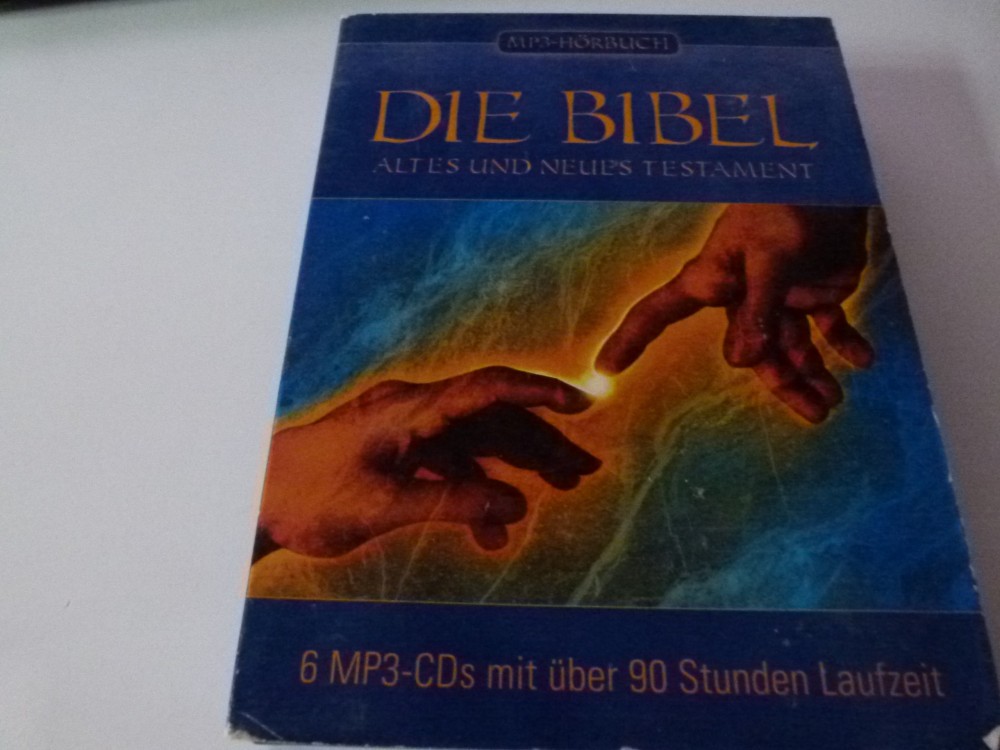 MP3-HÖRBUCH
DIE BIBEL
ALTES UND NEUES TESTAMENT
6 MP3-CDs mit über 90 Stunden Laufzeit